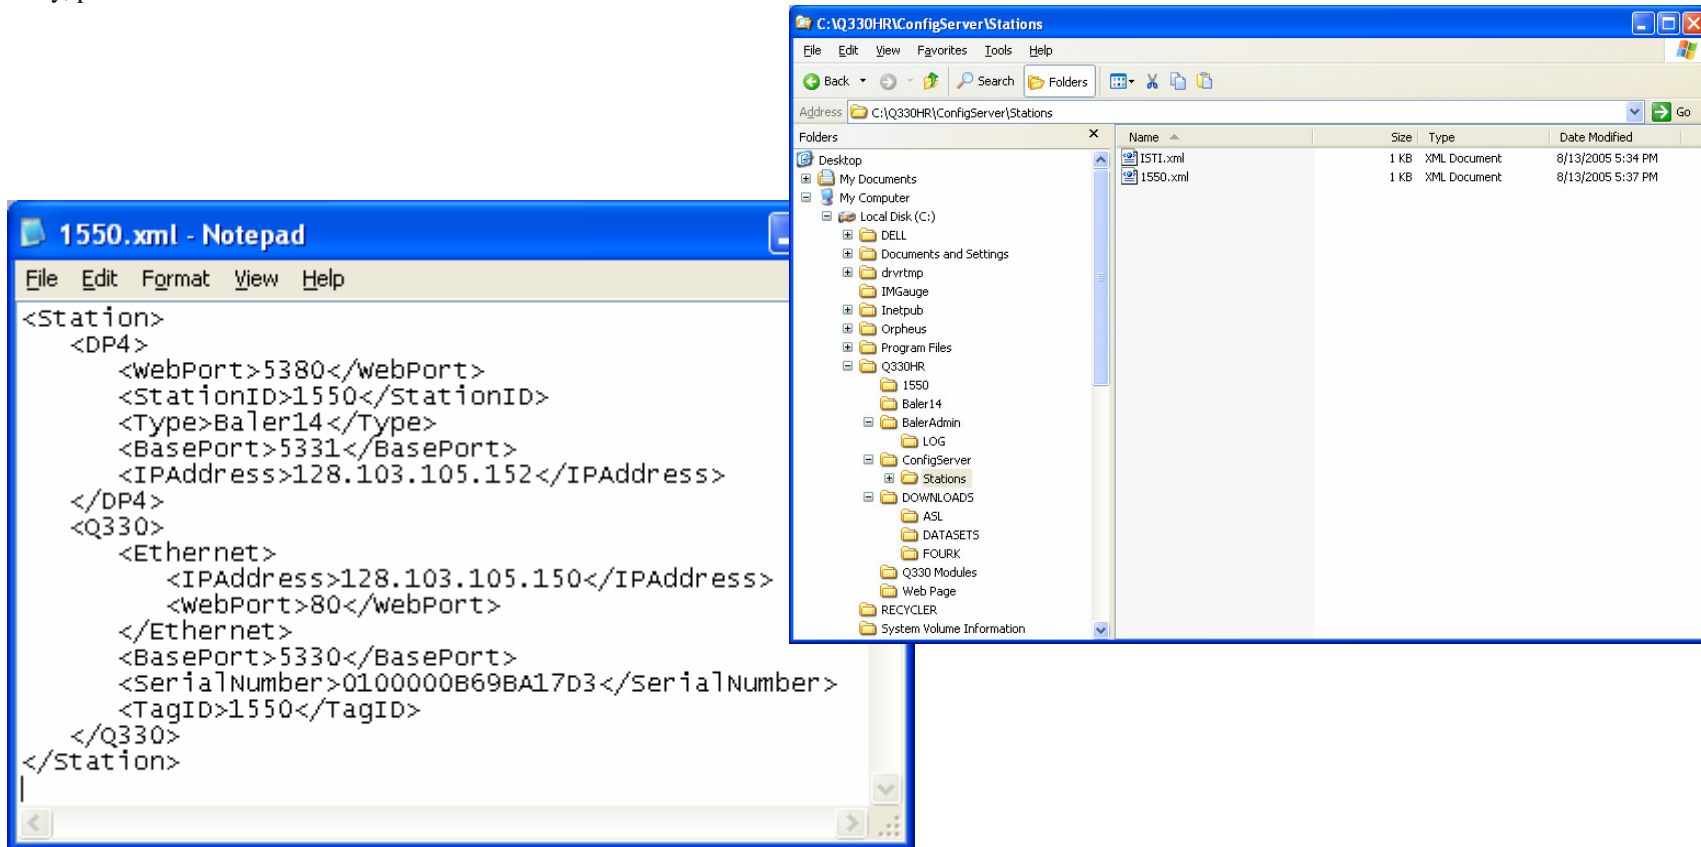 C:\Q330HR\ConfigServer\Stations
File Edit View Favorites Tools Help
Back Search Folders
Address C:\Q330HR\ConfigServer\Stations Go
Folders x Name Size Type Date Modified
Desktop
My Documents
My Computer
Local Disk (C:)
DELL
Documents and Settings
drvrtmp
IMGauge
Inetpub
Orpheus
Program Files
Q330HR
1550
Baler14
BalerAdmin
LOG
ConfigServer
Stations
DOWNLOADS
ASL
DATASETS
FOURK
Q330 Modules
Web Page
RECYCLER
System Volume Information
ISTI.xml 1 KB XML Document 8/13/2005 5:34 PM
1550.xml 1 KB XML Document 8/13/2005 5:37 PM
1550.xml - Notepad
File Edit Format View Help
<Station>
<DP4>
<WebPort>5380</WebPort>
<StationID>1550</StationID>
<Type>Baler14</Type>
<BasePort>5331</BasePort>
<IPAddress>128.103.105.152</IPAddress>
</DP4>
<Q330>
<Ethernet>
<IPAddress>128.103.105.150</IPAddress>
<WebPort>80</WebPort>
</Ethernet>
<BasePort>5330</BasePort>
<SerialNumber>0100000B69BA17D3</SerialNumber>
<TagID>1550</TagID>
</Q330>
</Station>